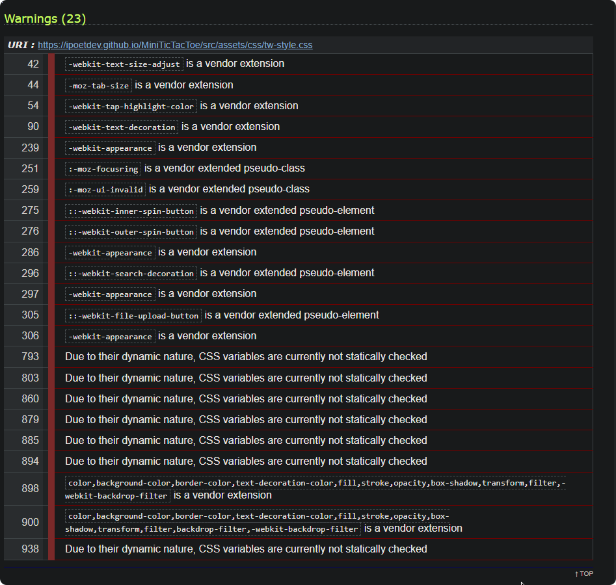 Warnings (23)
URI : https://ipoetdev.github.io/MiniTicTacToe/src/assets/css/tw-style.css
42 -webkit-text-size-adjust is a vendor extension
44 -moz-tab-size is a vendor extension
54 -webkit-tap-highlight-color is a vendor extension
90 -webkit-text-decoration is a vendor extension
239 -webkit-appearance is a vendor extension
251 :-moz-focusring is a vendor extended pseudo-class
259 :-moz-ui-invalid is a vendor extended pseudo-class
275 ::-webkit-inner-spin-button is a vendor extended pseudo-element
276 ::-webkit-outer-spin-button is a vendor extended pseudo-element
286 -webkit-appearance is a vendor extension
296 ::-webkit-search-decoration is a vendor extended pseudo-element
297 -webkit-appearance is a vendor extension
305 ::-webkit-file-upload-button is a vendor extended pseudo-element
306 -webkit-appearance is a vendor extension
793 Due to their dynamic nature, CSS variables are currently not statically checked
803 Due to their dynamic nature, CSS variables are currently not statically checked
860 Due to their dynamic nature, CSS variables are currently not statically checked
879 Due to their dynamic nature, CSS variables are currently not statically checked
885 Due to their dynamic nature, CSS variables are currently not statically checked
894 Due to their dynamic nature, CSS variables are currently not statically checked
898 color,background-color,border-color,text-decoration-color,fill,stroke,opacity,box-shadow,transform,filter,-
webkit-backdrop-filter is a vendor extension
900 color,background-color,border-color,text-decoration-color,fill,stroke,opacity,box-
shadow,transform,filter,backdrop-filter,-webkit-backdrop-filter is a vendor extension
938 Due to their dynamic nature, CSS variables are currently not statically checked
↑TOP